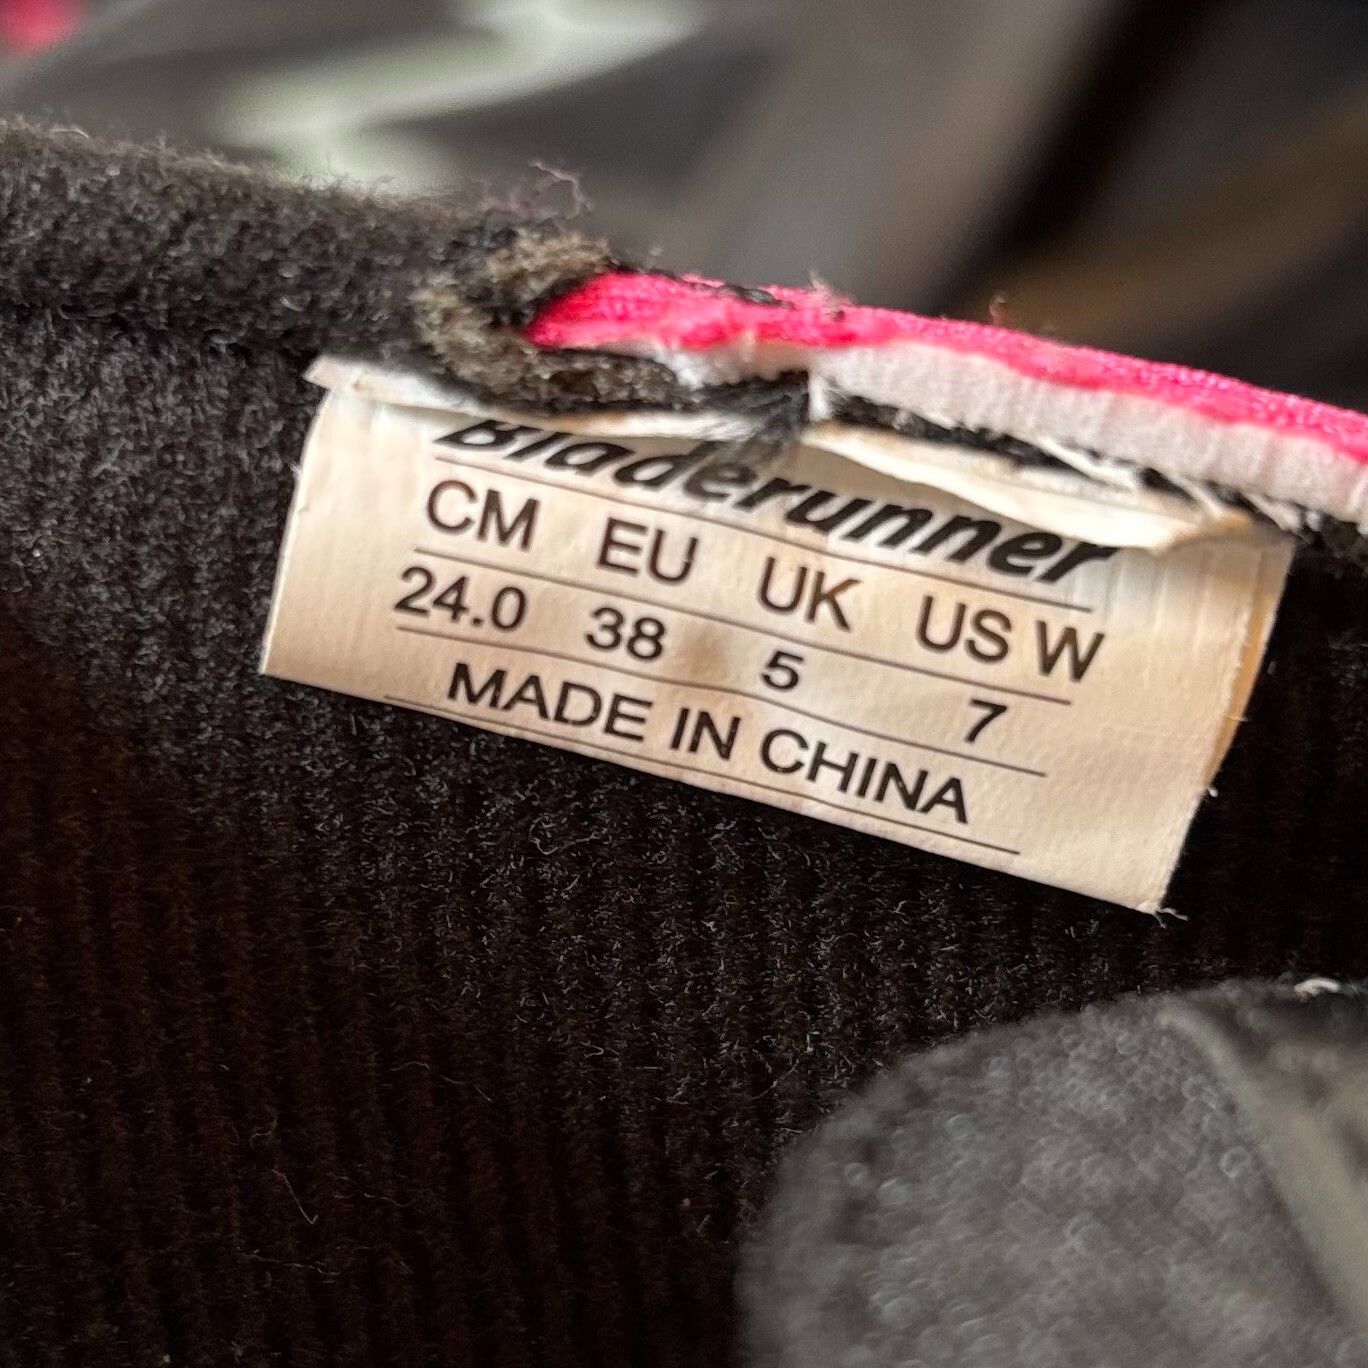 Bladerunner
CM EU UK US W
24.0 38 5 7
MADE IN CHINA